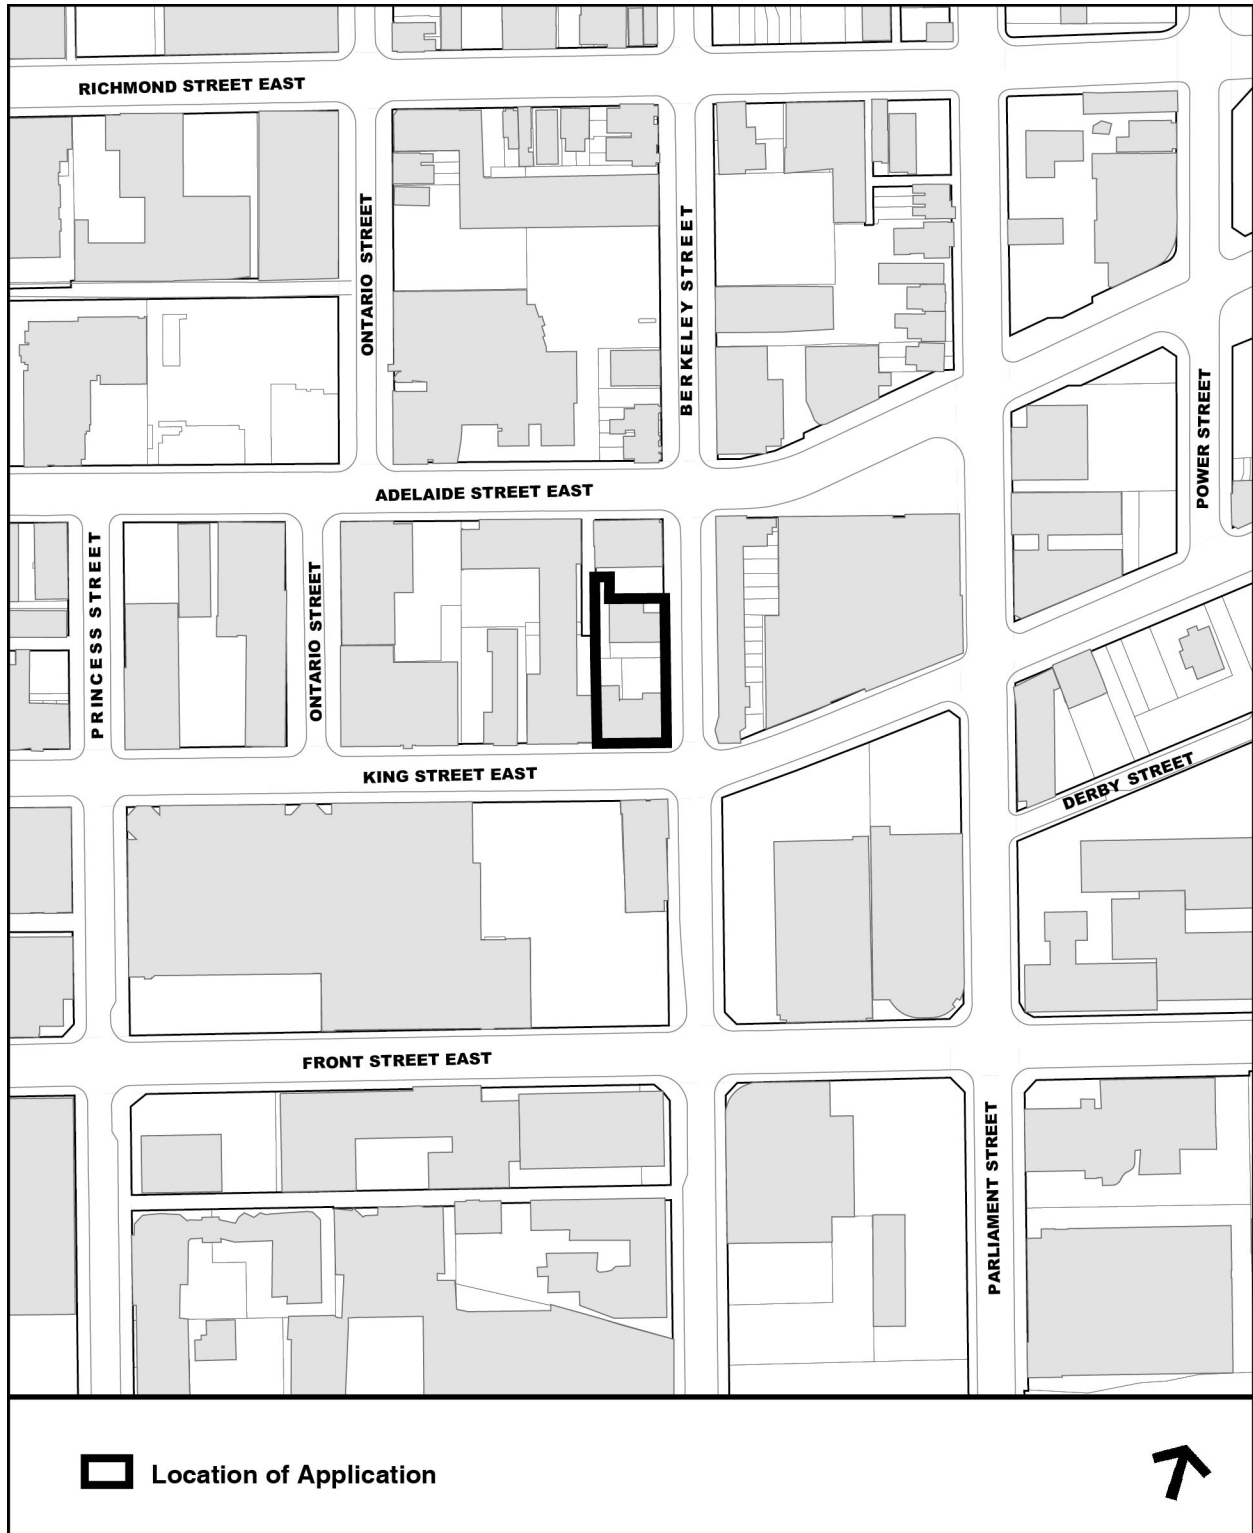 RICHMOND STREET EAST
ONTARIO STREET
BERKELEY STREET
POWER STREET
ADELAIDE STREET EAST
PRINCESS STREET
ONTARIO STREET
KING STREET EAST
DERBY STREET
FRONT STREET EAST
PARLIAMENT STREET
Location of Application